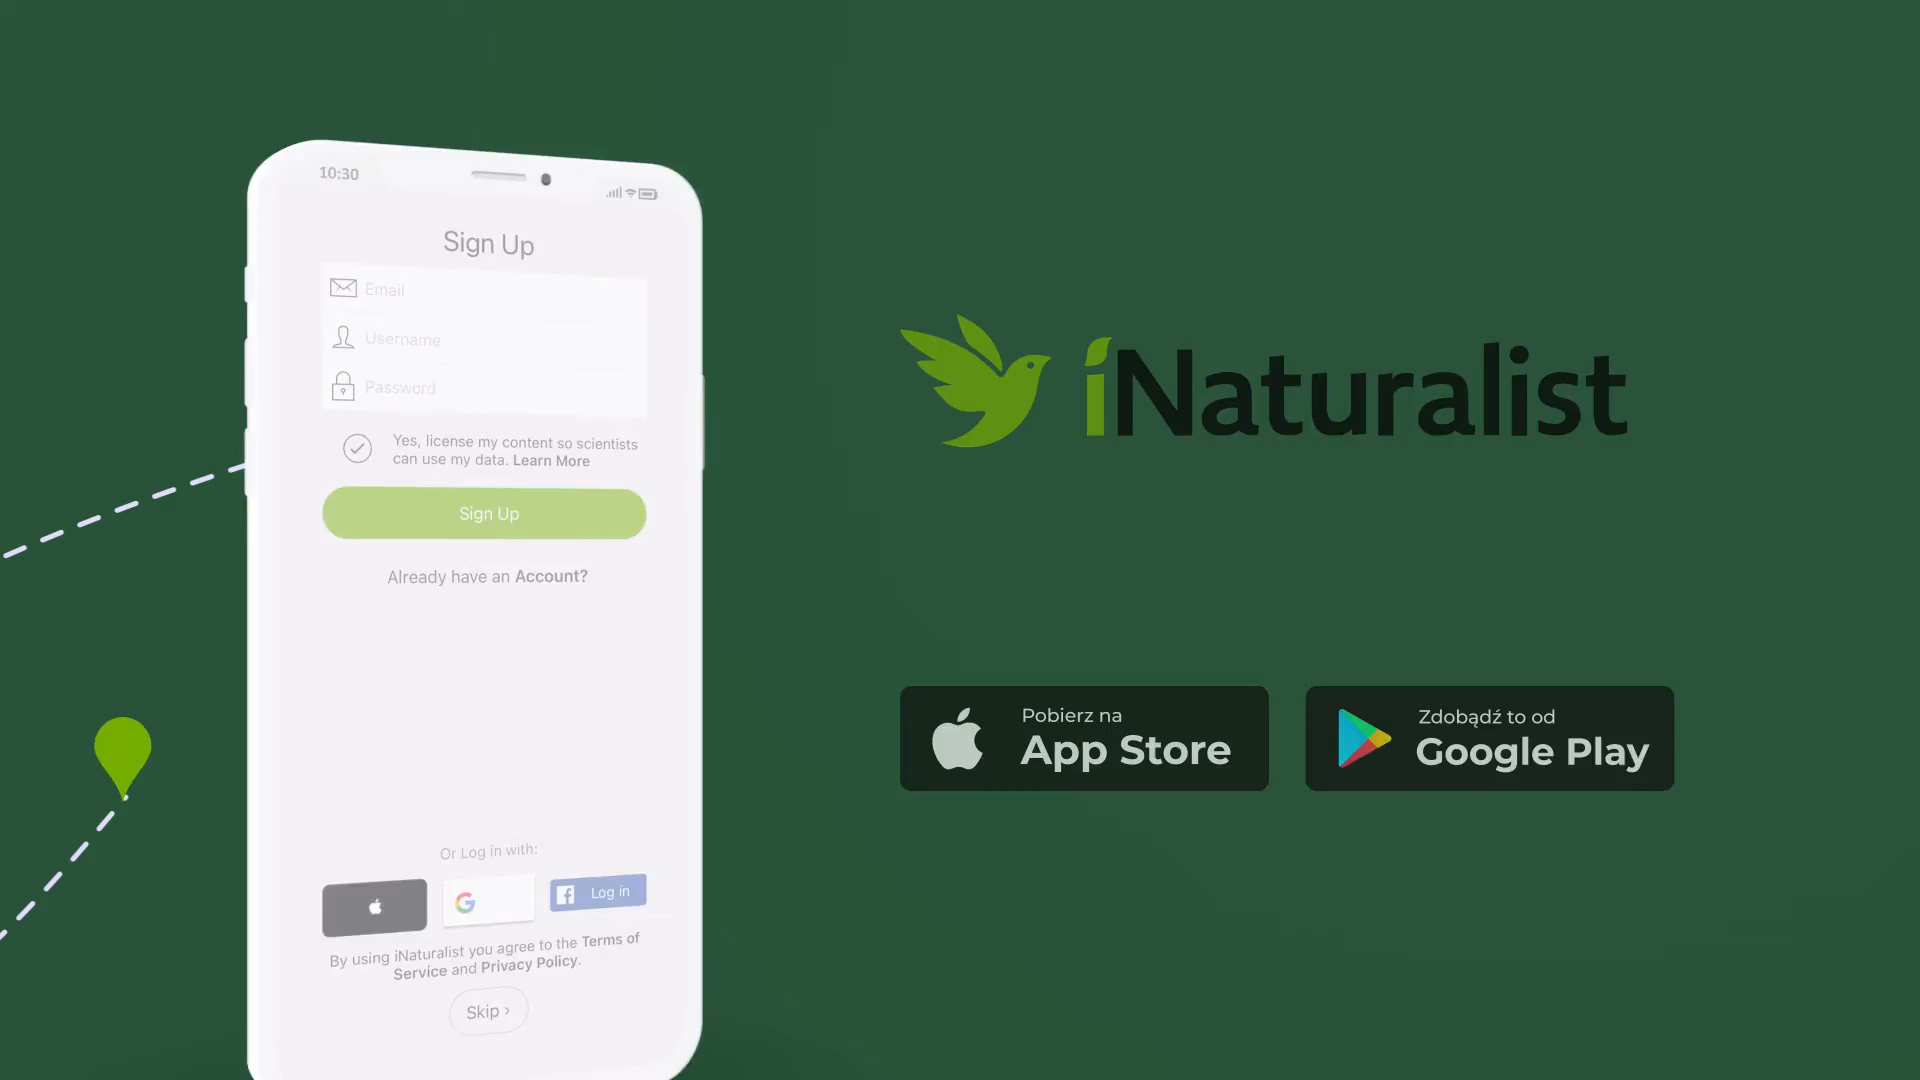 10:30
Sign Up
Email
Username
Password
Yes, license my content so scientists
can use my data. Learn More
Sign Up
Already have an Account?
Or Log in with:
Log in
By using iNaturalist you agree to the Terms of
Service and Privacy Policy.
Skip ›
iNaturalist
Pobierz na
App Store
Zdobądź to od
Google Play